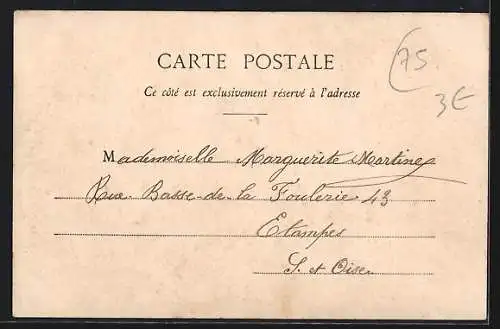 CARTE POSTALE
Ce côté est exclusivement réservé à l'adresse
75
3€
Mademoiselle Marguerite Martinez
Rue Basse-de-la Foulerie 43
Etampes
S. et Oise